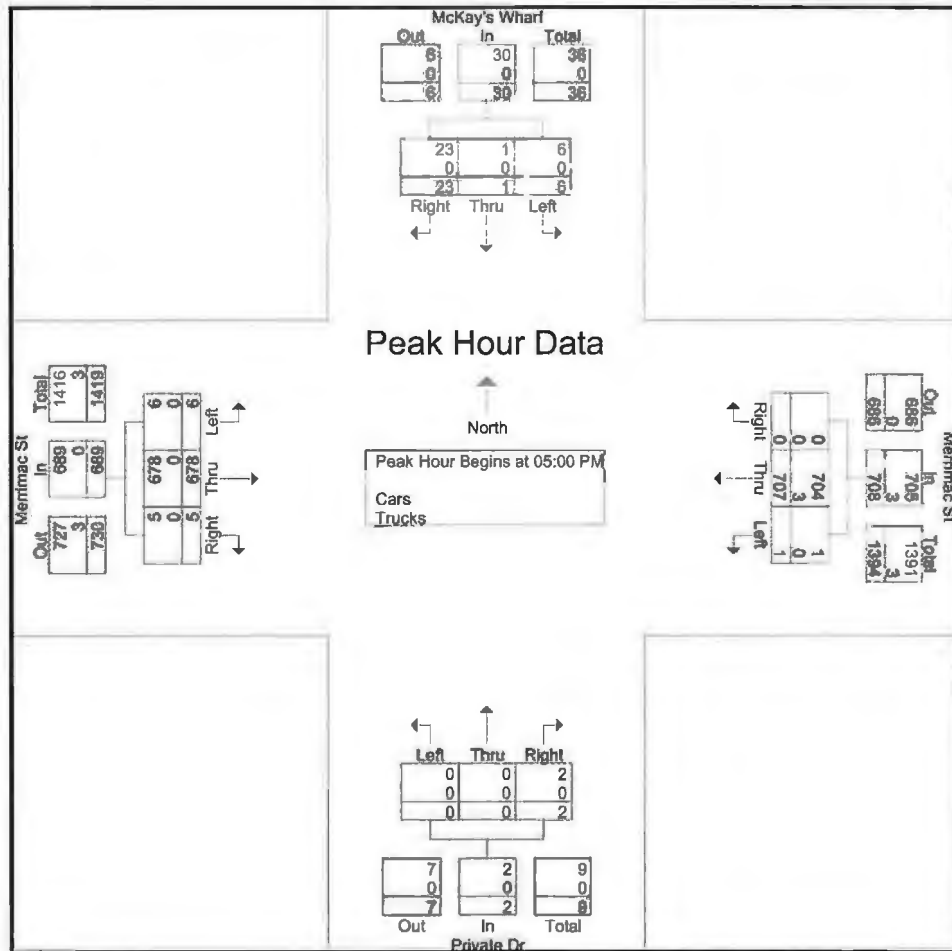 McKay's Wharf
Out In Total
6 30 36
0 0 0
6 30 36
23 1 6
0 0 0
23 1 6
Right Thru Left
Peak Hour Data
North
Peak Hour Begins at 05:00 PM
Cars
Trucks
Merrimac St
Total
1416
3
1419
In
689
0
689
Out
727
3
730
Left
6
0
6
Thru
678
0
678
Right
5
0
5
Right
0
0
0
Thru
704
3
707
Left
1
0
1
Out
686
0
686
In
705
3
708
Total
1391
3
1394
Merrimac St
Left Thru Right
0 0 2
0 0 0
0 0 2
7 2 9
0 0 0
7 2 9
Out In Total
Private Dr